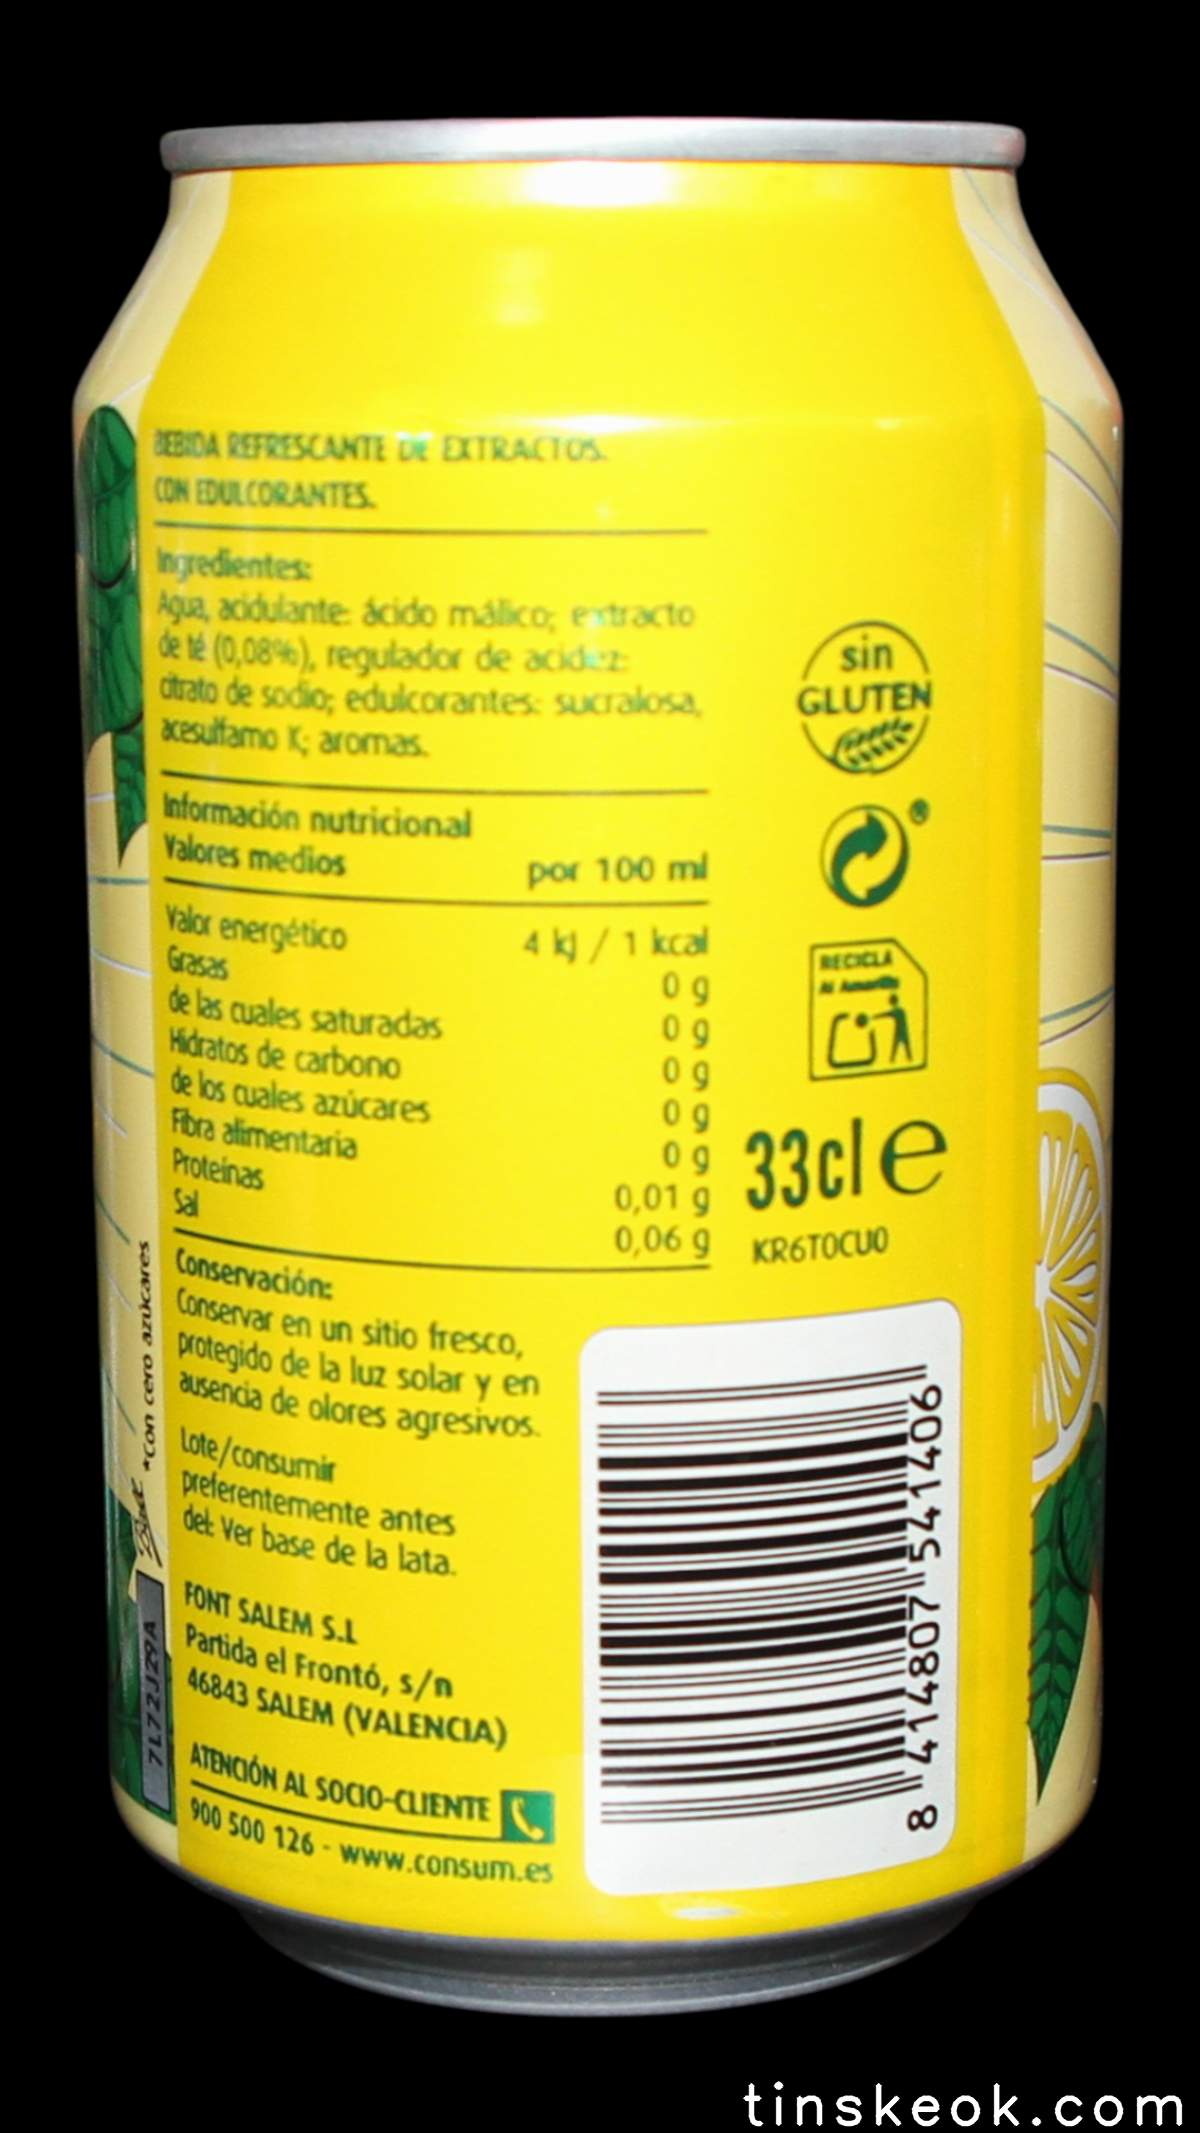 BEBIDA REFRESCANTE DE EXTRACTOS.
CON EDULCORANTES.
Ingredientes:
Agua, acidulante: ácido málico; extracto
de té (0,08%), regulador de acidez:
citrato de sodio; edulcorantes: sucralosa,
acesulfamo K; aromas.
Información nutricional
Valores medios por 100 ml
Valor energético 4 kJ / 1 kcal
Grasas 0 g
de las cuales saturadas 0 g
Hidratos de carbono 0 g
de los cuales azúcares 0 g
Fibra alimentaria 0 g
Proteínas 0,01 g
Sal 0,06 g
Conservación:
Conservar en un sitio fresco,
protegido de la luz solar y en
ausencia de olores agresivos.
Lote/consumir
preferentemente antes
del: Ver base de la lata.
FONT SALEM S.L
Partida el Frontó, s/n
46843 SALEM (VALENCIA)
ATENCIÓN AL SOCIO-CLIENTE
900 500 126 - www.consum.es
sin
GLUTEN
®
RECICLA
Al Amarillo
33cl e
KR6TOCU0
8 414807 541406
*Con cero azúcares
7L72J29A
tinskeok.com